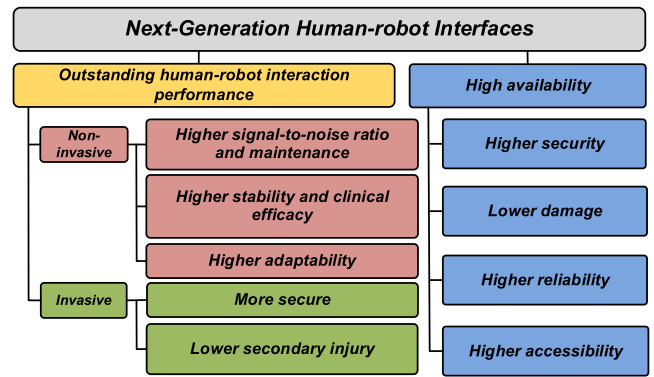 Next-Generation Human-robot Interfaces
Outstanding human-robot interaction
performance
Non-
invasive
Higher signal-to-noise ratio
and maintenance
Higher stability and clinical
efficacy
Higher adaptability
Invasive
More secure
Lower secondary injury
High availability
Higher security
Lower damage
Higher reliability
Higher accessibility